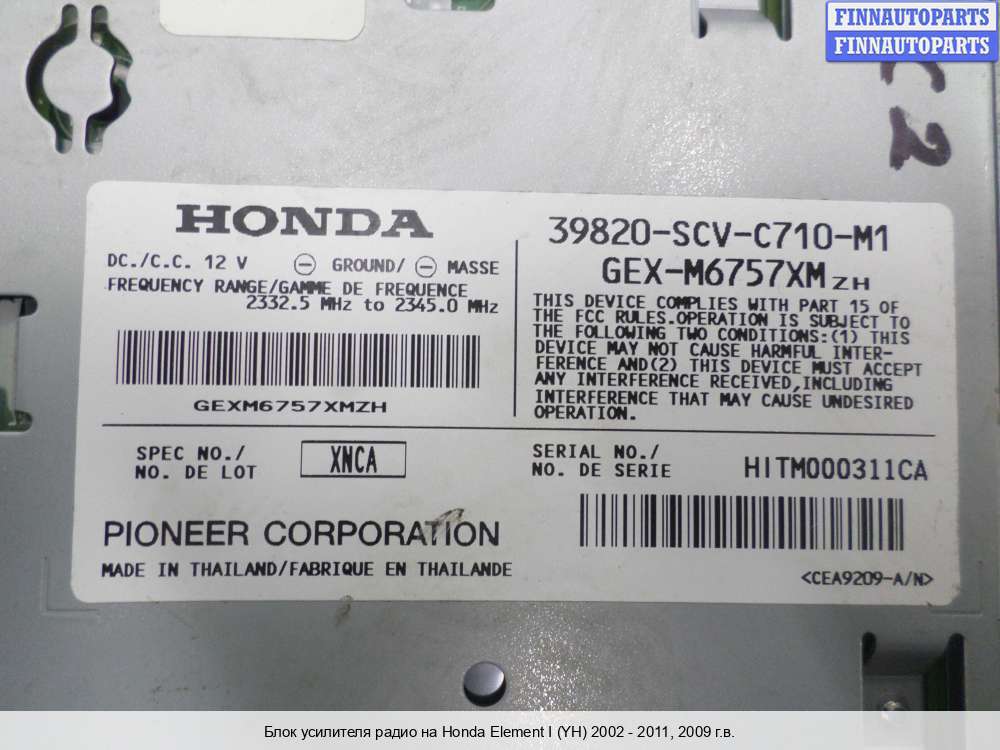 FINNAUTOPARTS
FINNAUTOPARTS
C2
HONDA
DC./C.C. 12 V ⊖ GROUND/ ⊖ MASSE
FREQUENCY RANGE/GAMME DE FREQUENCE
2332.5 MHz to 2345.0 MHz
GEXM6757XMZH
39820-SCV-C710-M1
GEX-M6757XM ZH
THIS DEVICE COMPLIES WITH PART 15 OF
THE FCC RULES.OPERATION IS SUBJECT TO
THE FOLLOWING TWO CONDITIONS:(1) THIS
DEVICE MAY NOT CAUSE HARMFUL INTER-
FERENCE AND(2) THIS DEVICE MUST ACCEPT
ANY INTERFERENCE RECEIVED,INCLUDING
INTERFERENCE THAT MAY CAUSE UNDESIRED
OPERATION.
SPEC NO./
NO. DE LOT
XNCA
SERIAL NO./
NO. DE SERIE
HITM000311CA
PIONEER CORPORATION
MADE IN THAILAND/FABRIQUE EN THAILANDE
<CEA9209-A/N>
Блок усилителя радио на Honda Element I (YH) 2002 - 2011, 2009 г.в.